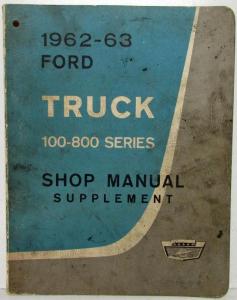 1962-63
FORD
TRUCK
100-800 SERIES
SHOP MANUAL
SUPPLEMENT